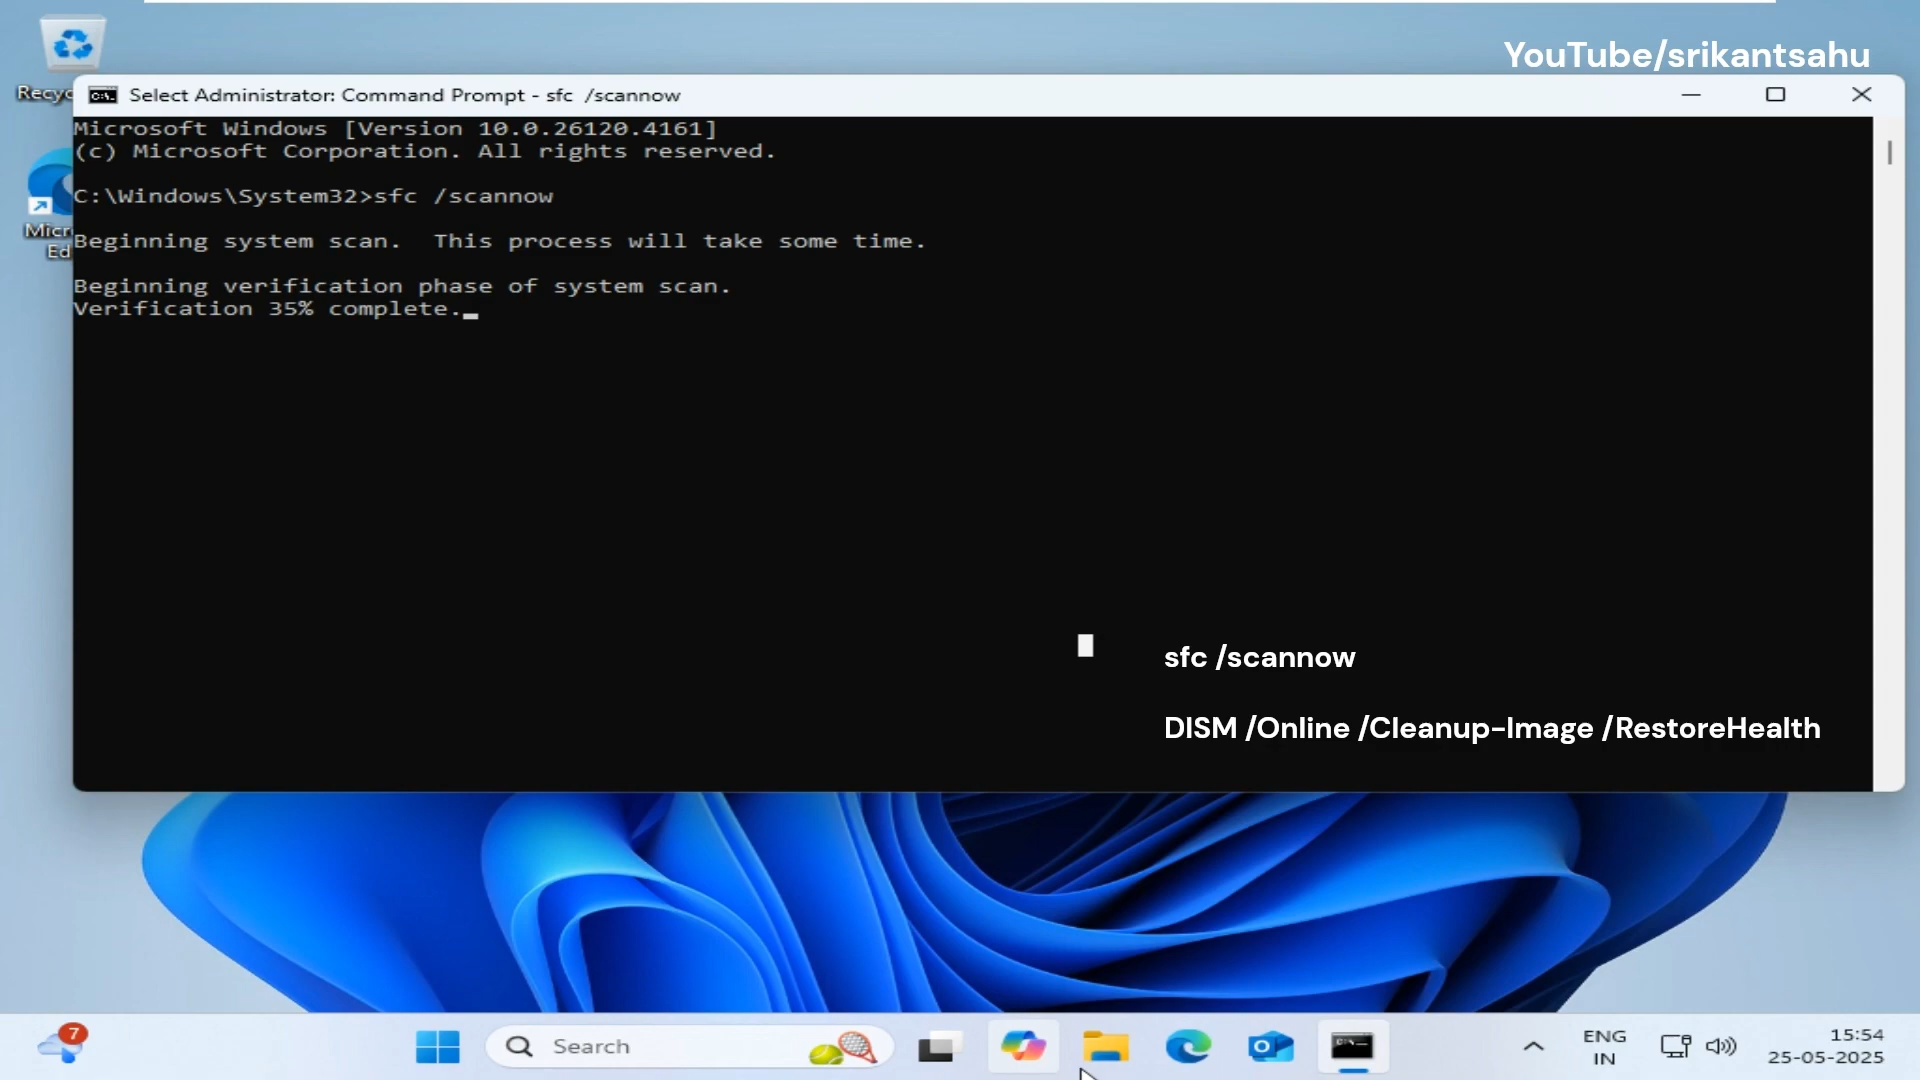 YouTube/srikantsahu
Select Administrator: Command Prompt - sfc  /scannow
Microsoft Windows [Version 10.0.26120.4161]
(c) Microsoft Corporation. All rights reserved.
C:\Windows\System32>sfc /scannow
Beginning system scan.  This process will take some time.
Beginning verification phase of system scan.
Verification 35% complete.
sfc /scannow
DISM /Online /Cleanup-Image /RestoreHealth
Recyc
Micr
Ed
7
Search
ENG
IN
15:54
25-05-2025